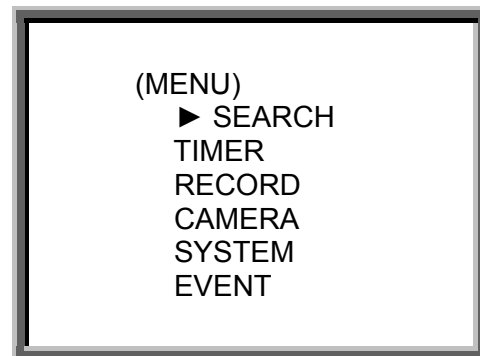 (MENU)
► SEARCH
TIMER
RECORD
CAMERA
SYSTEM
EVENT